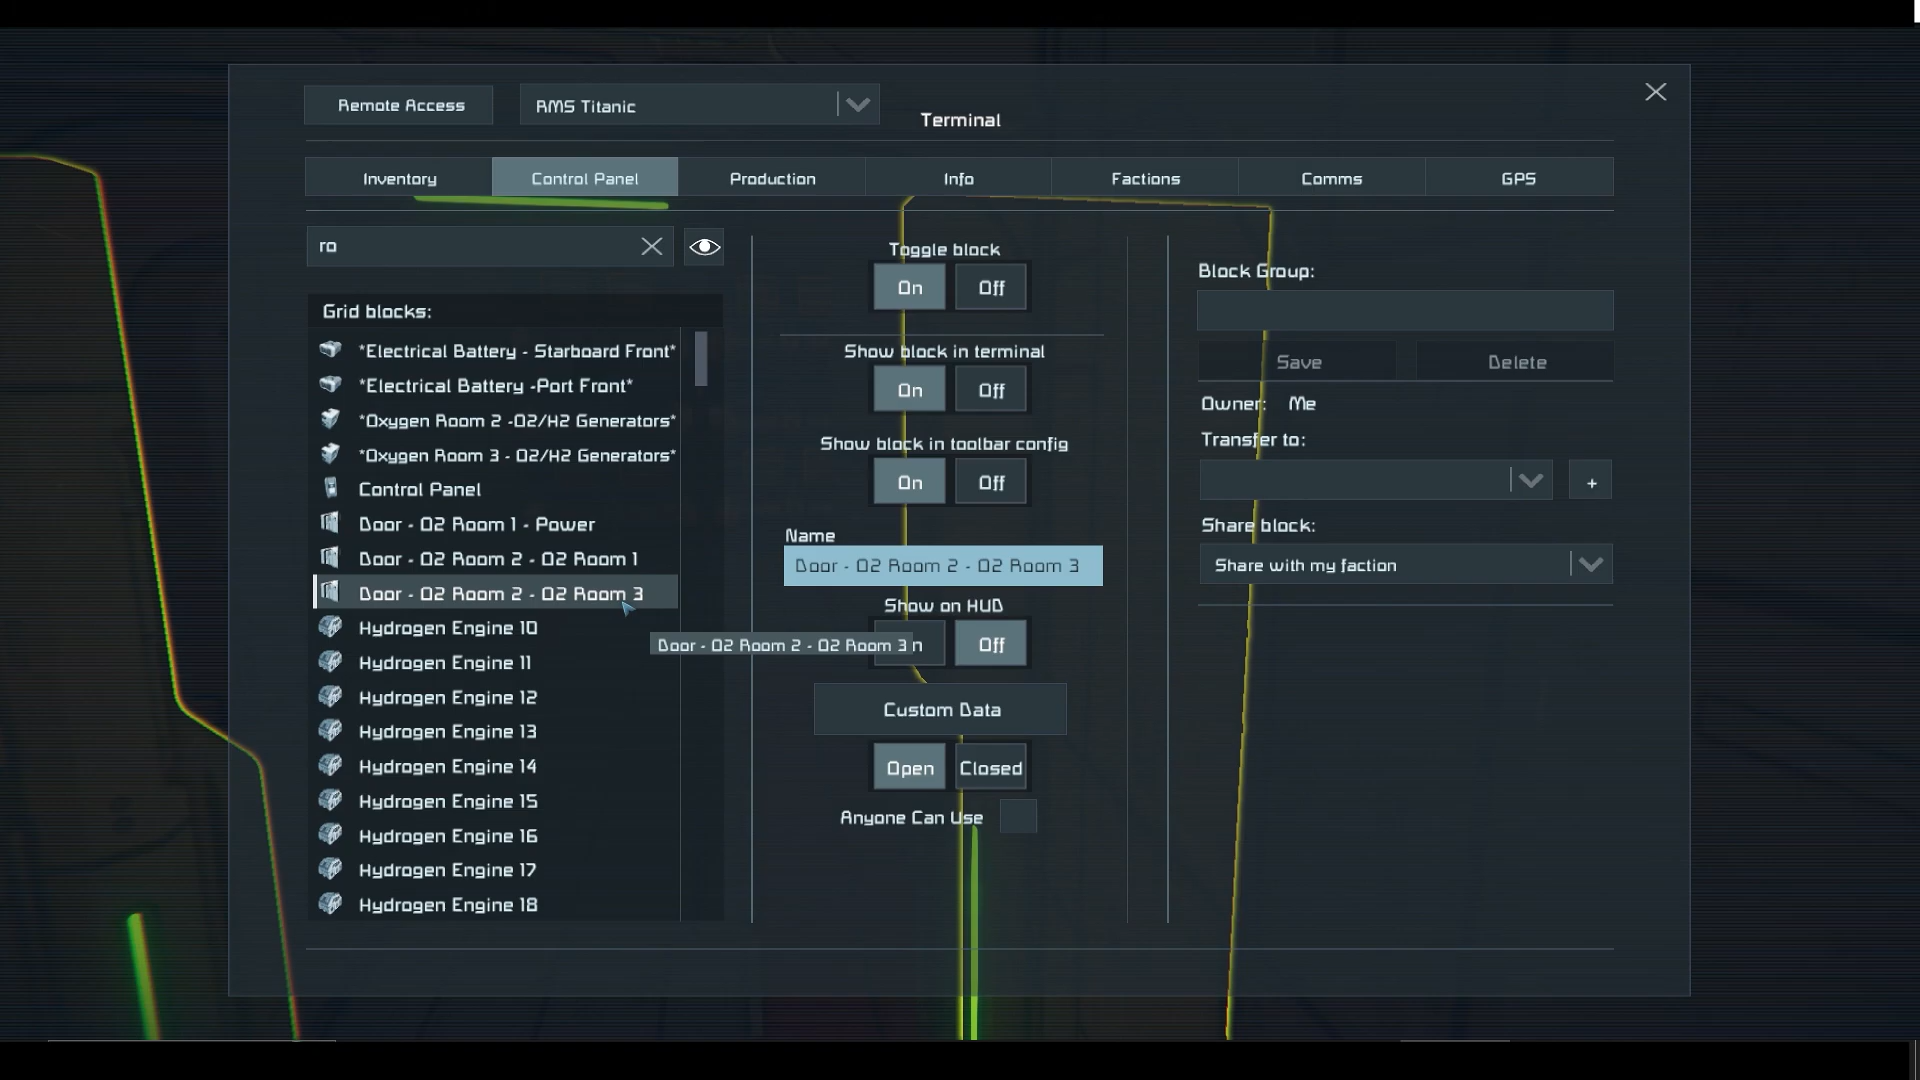 Remote Access
RMS Titanic
Terminal
Inventory
Control Panel
Production
Info
Factions
Comms
GPS
ro
Grid blocks:
*Electrical Battery - Starboard Front*
*Electrical Battery -Port Front*
*Oxygen Room 2 -O2/H2 Generators*
*Oxygen Room 3 - O2/H2 Generators*
Control Panel
Door - O2 Room 1 - Power
Door - O2 Room 2 - O2 Room 1
Door - O2 Room 2 - O2 Room 3
Hydrogen Engine 10
Hydrogen Engine 11
Hydrogen Engine 12
Hydrogen Engine 13
Hydrogen Engine 14
Hydrogen Engine 15
Hydrogen Engine 16
Hydrogen Engine 17
Hydrogen Engine 18
Door - O2 Room 2 - O2 Room 3
Toggle block
On Off
Show block in terminal
On Off
Show block in toolbar config
On Off
Name
Door - O2 Room 2 - O2 Room 3
Show on HUD
Off
Custom Data
Open Closed
Anyone Can Use
Block Group:
Save Delete
Owner: Me
Transfer to:
+
Share block:
Share with my faction